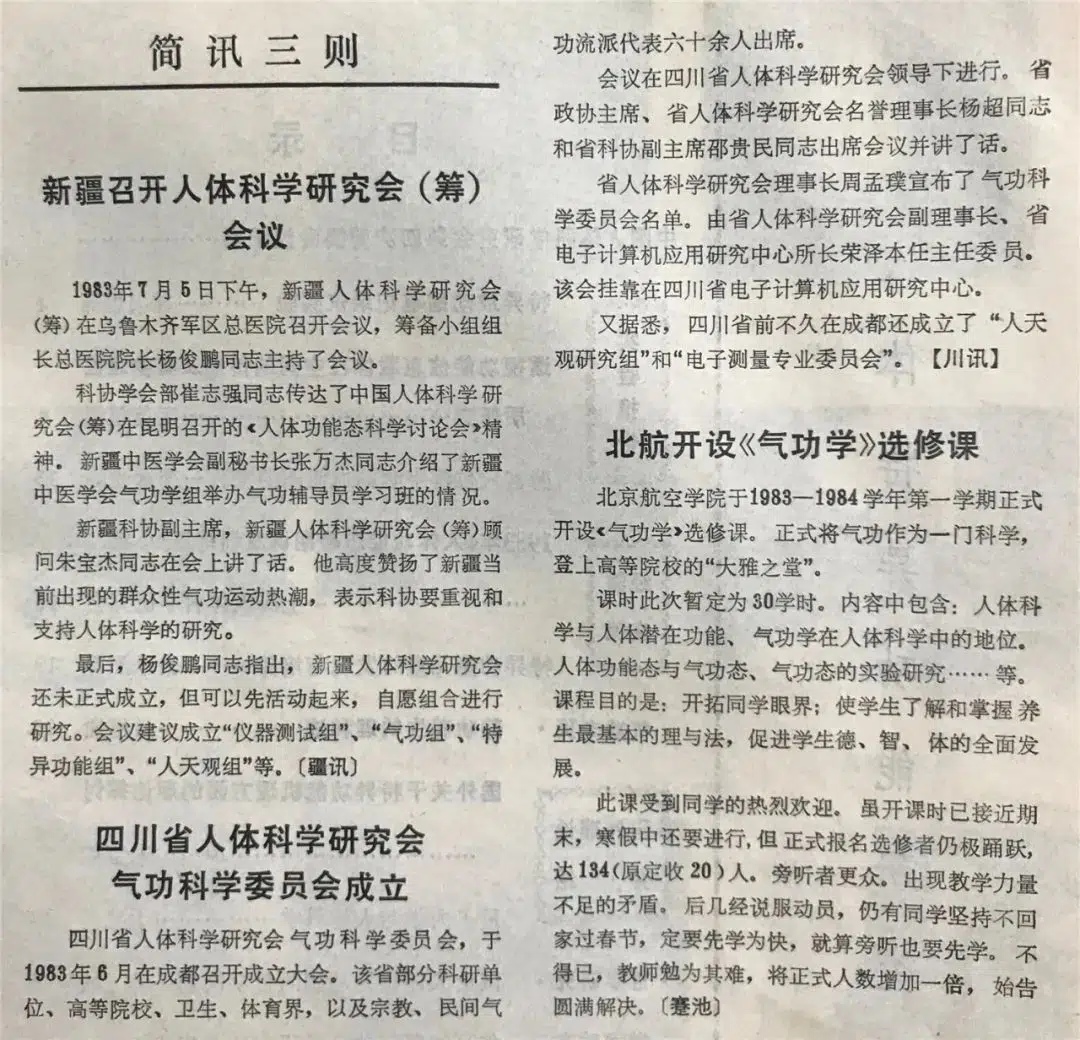 简讯三则
新疆召开人体科学研究会（筹）
会议
1983年7月5日下午，新疆人体科学研究会
（筹）在乌鲁木齐军区总医院召开会议，筹备小组组
长总医院院长杨俊鹏同志主持了会议。
科协学会部崔志强同志传达了中国人体科学研
究会（筹）在昆明召开的《人体功能态科学讨论会》精
神。新疆中医学会副秘书长张万杰同志介绍了新疆
中医学会气功学组举办气功辅导员学习班的情况。
新疆科协副主席，新疆人体科学研究会（筹）顾
问朱宝杰同志在会上讲了话。他高度赞扬了新疆当
前出现的群众性气功运动热潮，表示科协要重视和
支持人体科学的研究。
最后，杨俊鹏同志指出，新疆人体科学研究会
还未正式成立，但可以先活动起来，自愿组合进行
研究。会议建议成立“仪器测试组”、“气功组”、“特
异功能组”、“人天观组”等。〔疆讯〕
四川省人体科学研究会
气功科学委员会成立
四川省人体科学研究会气功科学委员会，于
1983年6月在成都召开成立大会。该省部分科研单
位、高等院校、卫生、体育界，以及宗教、民间气
功流派代表六十余人出席。
会议在四川省人体科学研究会领导下进行。省
政协主席、省人体科学研究会名誉理事长杨超同志
和省科协副主席邵贵民同志出席会议并讲了话。
省人体科学研究会理事长周孟璞宣布了气功科
学委员会名单。由省人体科学研究会副理事长、省
电子计算机应用研究中心所长荣泽本任主任委员。
该会挂靠在四川省电子计算机应用研究中心。
又据悉，四川省前不久在成都还成立了“人天
观研究组”和“电子测量专业委员会”。【川讯】
北航开设《气功学》选修课
北京航空学院于1983—1984学年第一学期正式
开设《气功学》选修课。正式将气功作为一门科学，
登上高等院校的“大雅之堂”。
课时此次暂定为30学时。内容中包含：人体科
学与人体潜在功能、气功学在人体科学中的地位。
人体功能态与气功态、气功态的实验研究……等。
课程目的是：开拓同学眼界；使学生了解和掌握养
生最基本的理与法，促进学生德、智、体的全面发
展。
此课受到同学的热烈欢迎。虽开课时已接近期
末，寒假中还要进行，但正式报名选修者仍极踊跃，
达134（原定收20）人。旁听者更众。出现教学力量
不足的矛盾。后几经说服动员，仍有同学坚持不回
家过春节，定要先学为快，就算旁听也要先学。不
得已，教师勉为其难，将正式人数增加一倍，始告
圆满解决。〔蹇池〕